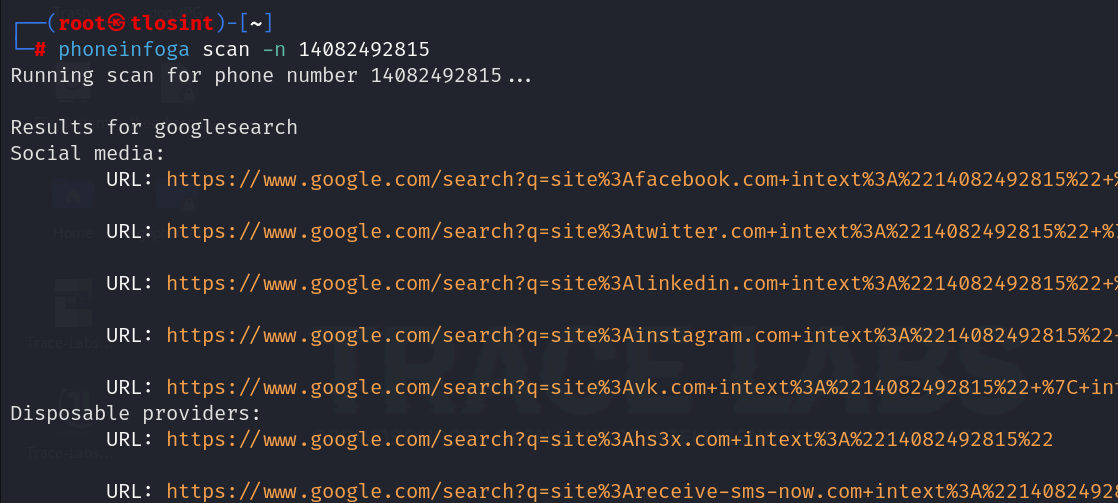 ┌──(root㉿tlosint)-[~]
└─# phoneinfoga scan -n 14082492815
Running scan for phone number 14082492815...
Results for googlesearch
Social media:
URL: https://www.google.com/search?q=site%3Afacebook.com+intext%3A%2214082492815%22+%
URL: https://www.google.com/search?q=site%3Atwitter.com+intext%3A%2214082492815%22+%7
URL: https://www.google.com/search?q=site%3Alinkedin.com+intext%3A%2214082492815%22+%
URL: https://www.google.com/search?q=site%3Ainstagram.com+intext%3A%2214082492815%22+
URL: https://www.google.com/search?q=site%3Avk.com+intext%3A%2214082492815%22+%7C+int
TRACE LABS
Disposable providers:
URL: https://www.google.com/search?q=site%3Ahs3x.com+intext%3A%2214082492815%22
URL: https://www.google.com/search?q=site%3Areceive-sms-now.com+intext%3A%221408249281